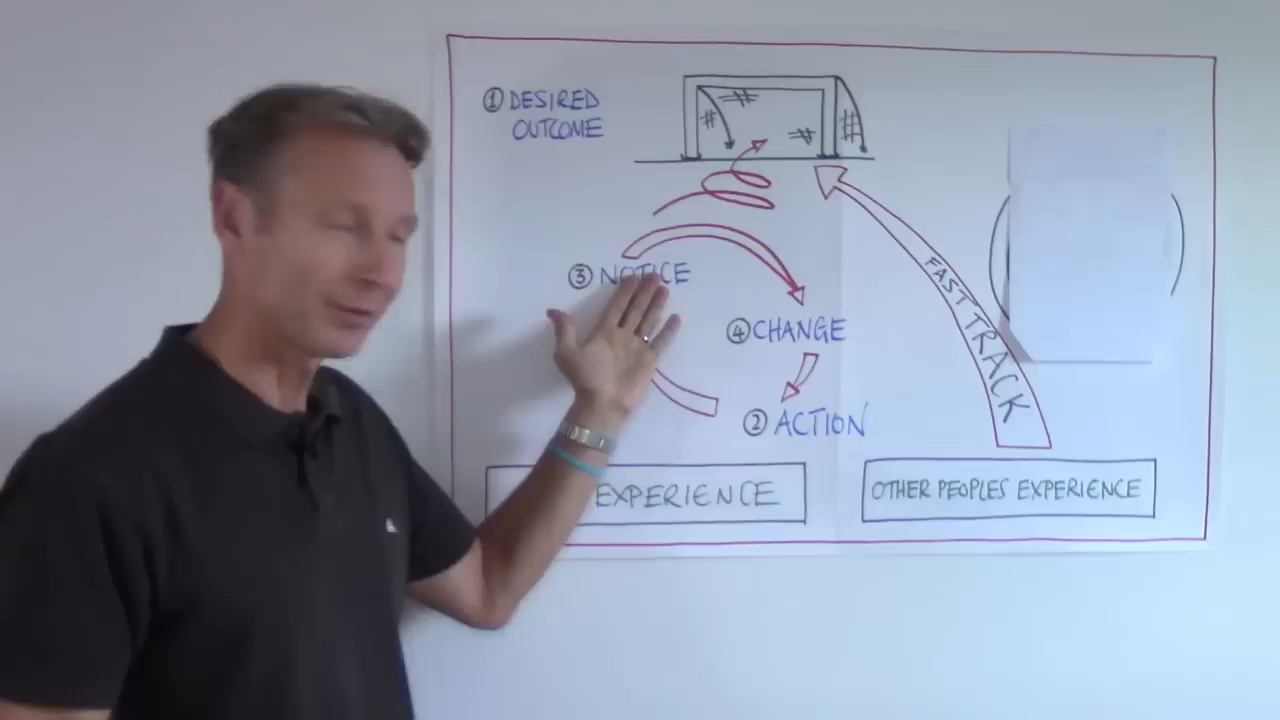 ① DESIRED
OUTCOME
③ NOTICE
④ CHANGE
② ACTION
FAST TRACK
EXPERIENCE
OTHER PEOPLES EXPERIENCE